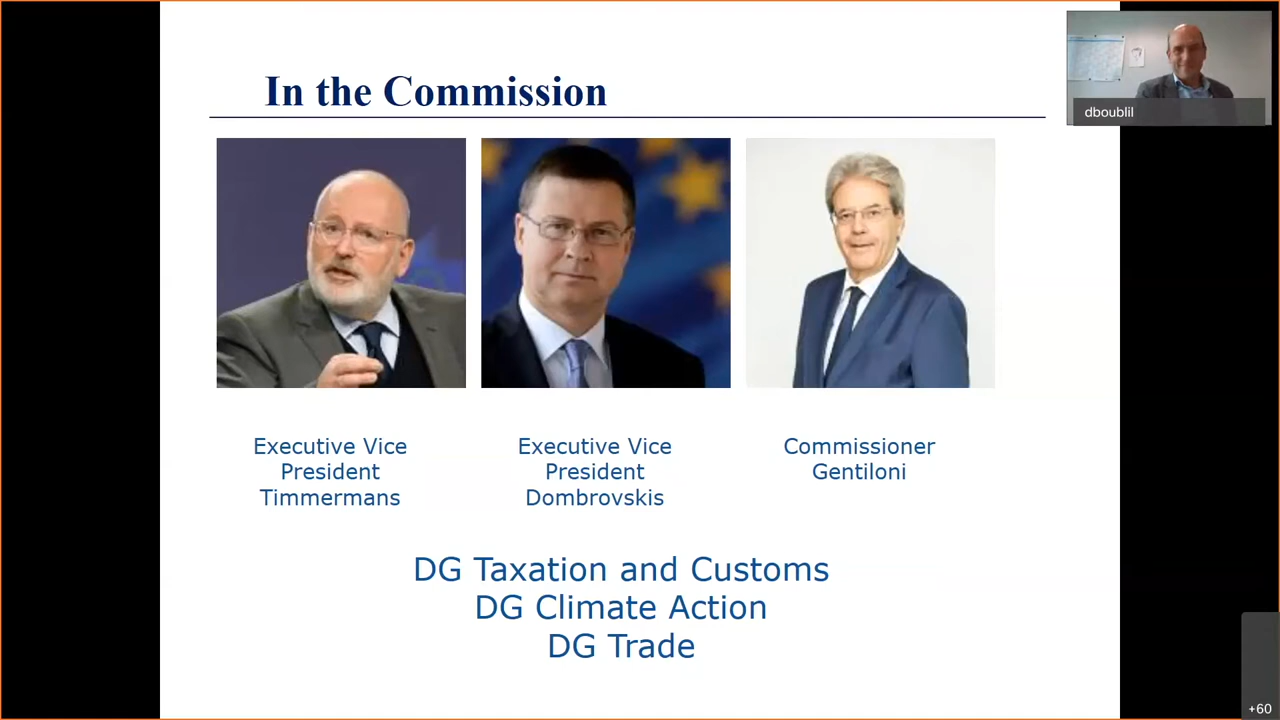 In the Commission
dboublil
Executive Vice
President
Timmermans
Executive Vice
President
Dombrovskis
Commissioner
Gentiloni
DG Taxation and Customs
DG Climate Action
DG Trade
+60